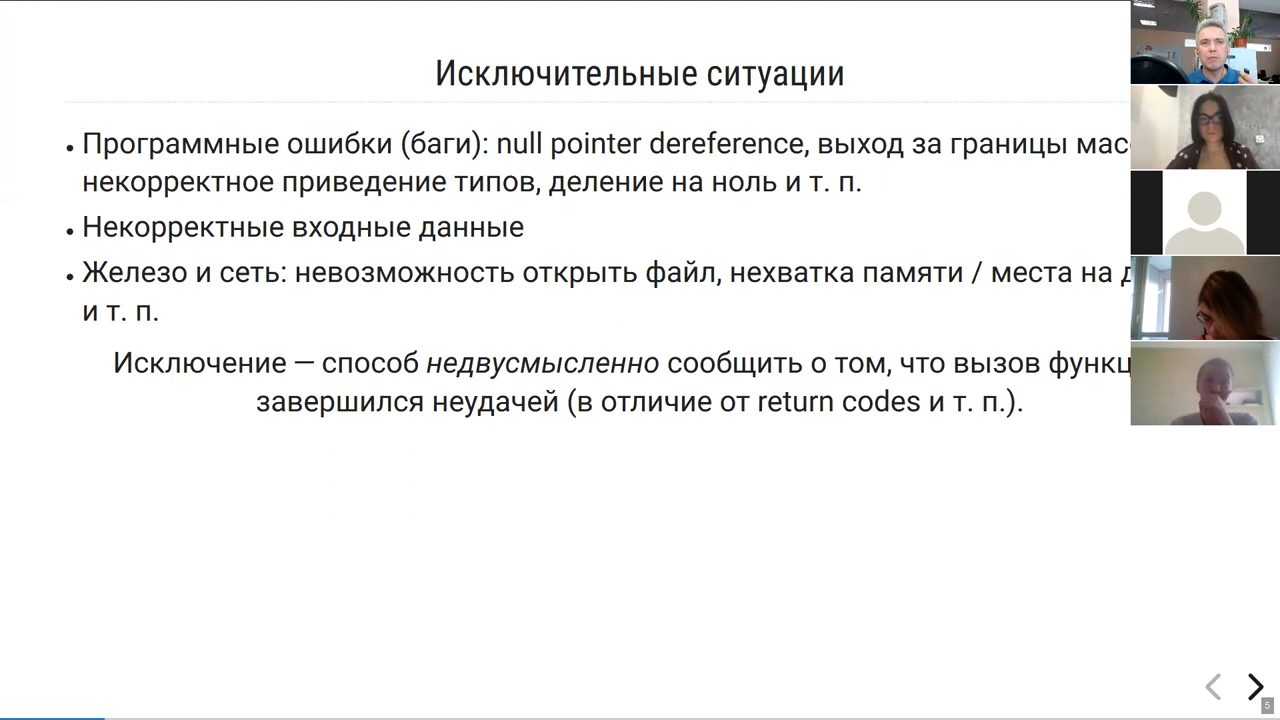 Исключительные ситуации
• Программные ошибки (баги): null pointer dereference, выход за границы
некорректное приведение типов, деление на ноль и т. п.
• Некорректные входные данные
• Железо и сеть: невозможность открыть файл, нехватка памяти / места на
и т. п.
Исключение — способ недвусмысленно сообщить о том, что вызов
завершился неудачей (в отличие от return codes и т. п.).
5